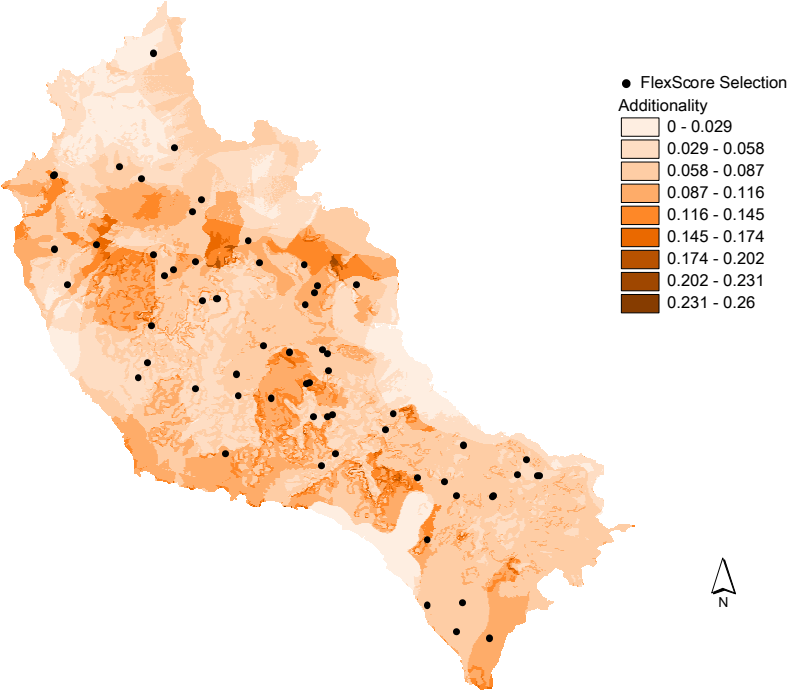 FlexScore Selection
Additionality
0 - 0.029
0.029 - 0.058
0.058 - 0.087
0.087 - 0.116
0.116 - 0.145
0.145 - 0.174
0.174 - 0.202
0.202 - 0.231
0.231 - 0.26
N